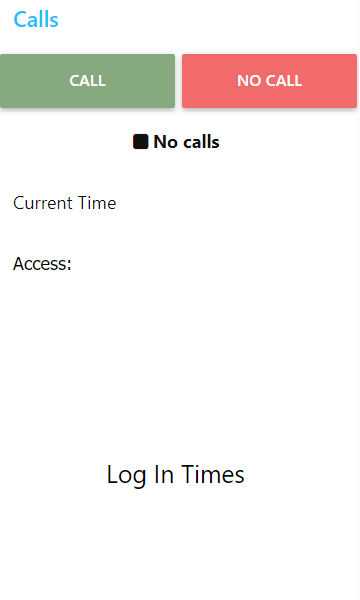 Calls
CALL NO CALL
No calls
Current Time
Access:
Log In Times